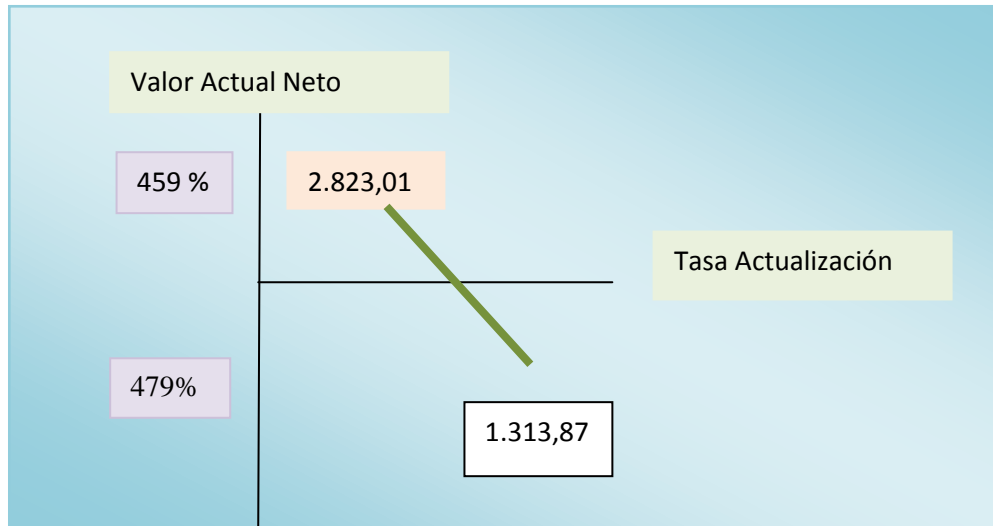 Valor Actual Neto
459 %
2.823,01
Tasa Actualización
479%
1.313,87